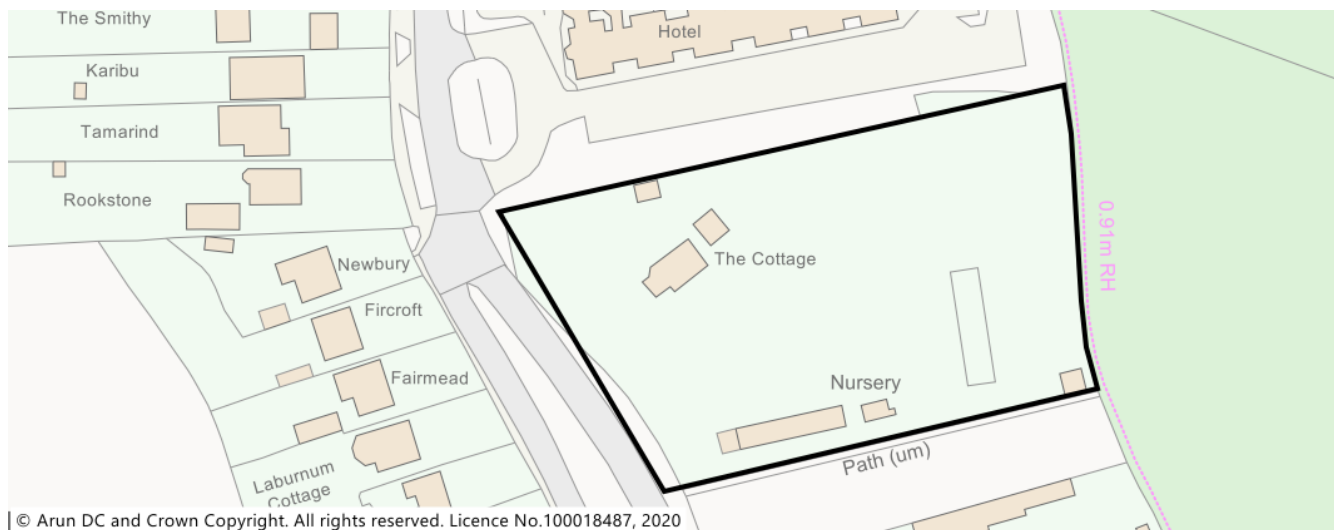 The Smithy
Hotel
Karibu
Tamarind
Rookstone
0.91m RH
The Cottage
Newbury
Fircroft
Fairmead
Nursery
Path (um)
Laburnum
Cottage
© Arun DC and Crown Copyright. All rights reserved. Licence No.100018487, 2020